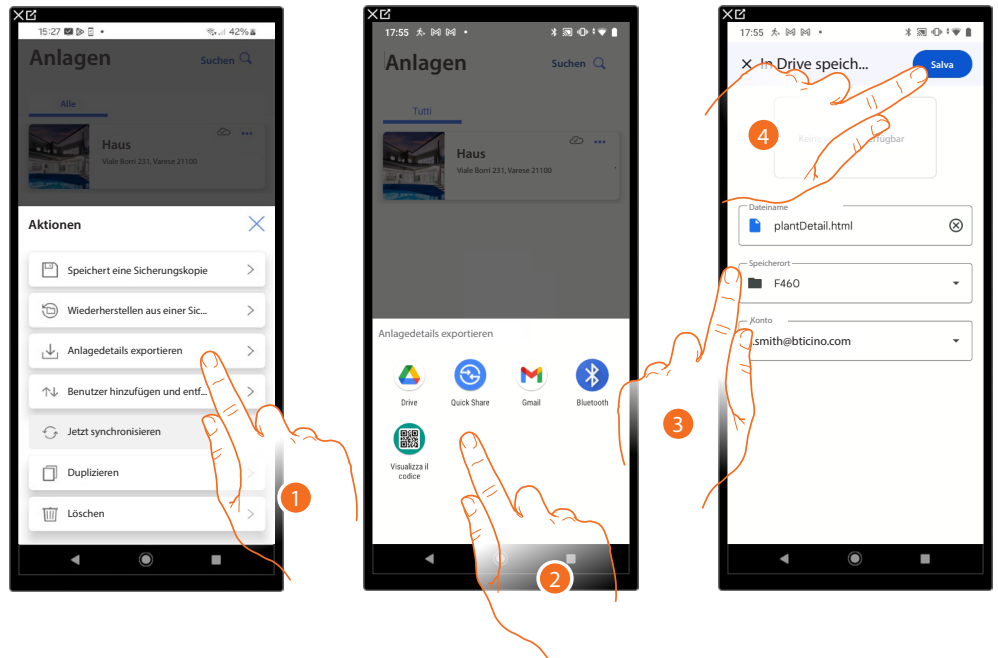 15:27
42%
Anlagen
Suchen
Alle
Haus
Viale Borri 231, Varese 21100
Aktionen
Speichert eine Sicherungskopie
Wiederherstellen aus einer Sic...
Anlagedetails exportieren
Benutzer hinzufügen und entf...
Jetzt synchronisieren
Duplizieren
Löschen
1
17:55
Anlagen
Suchen
Tutti
Haus
Viale Borri 231, Varese 21100
Anlagedetails exportieren
Drive
Quick Share
Gmail
Bluetooth
Visualizza il
codice
2
17:55
In Drive speich...
Salva
4
Dateiname
plantDetail.html
Speicherort
F460
Konto
.smith@bticino.com
3